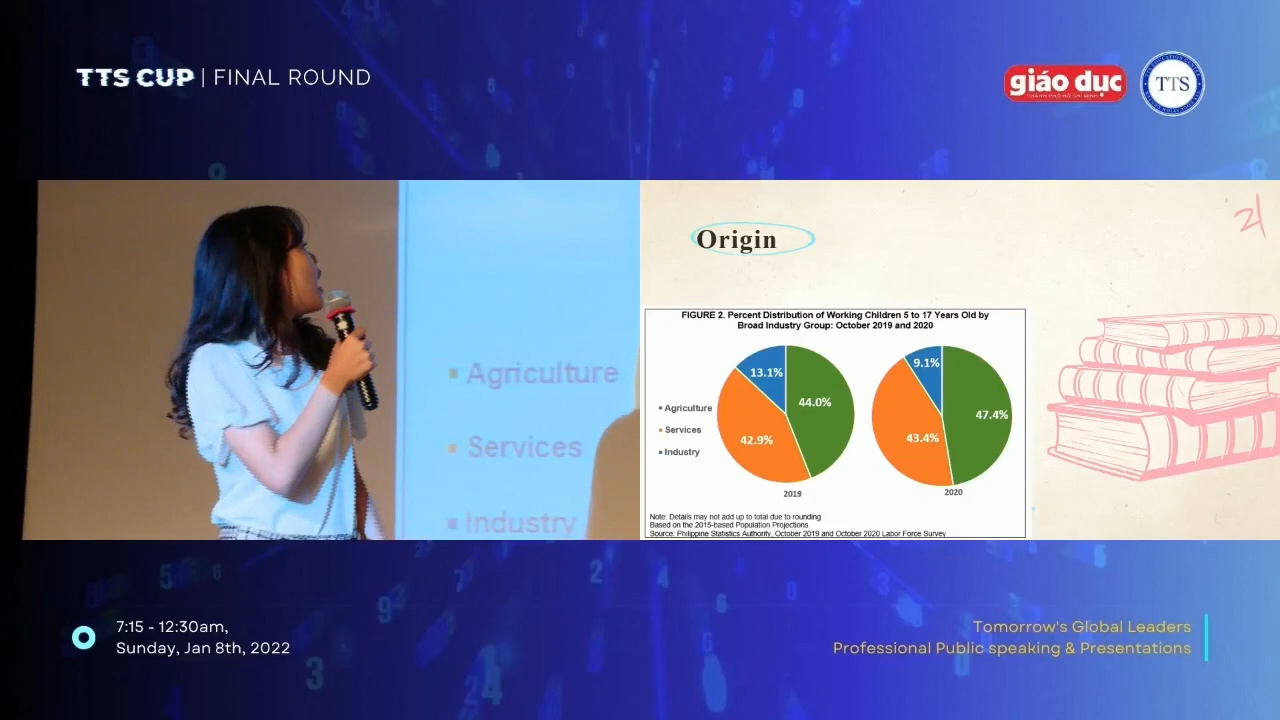 TTS CUP | FINAL ROUND
giáo dục
TTS
Agriculture
Services
Industry
Origin
FIGURE 2. Percent Distribution of Working Children 5 to 17 Years Old by
Broad Industry Group: October 2019 and 2020
13.1%
44.0%
42.9%
9.1%
47.4%
43.4%
Agriculture
Services
Industry
2019
2020
Note: Details may not add up to total due to rounding
Based on the 2015-based Population Projections
Source: Philippine Statistics Authority, October 2019 and October 2020 Labor Force Survey
7:15 - 12:30am,
Sunday, Jan 8th, 2022
Tomorrow's Global Leaders
Professional Public speaking & Presentations